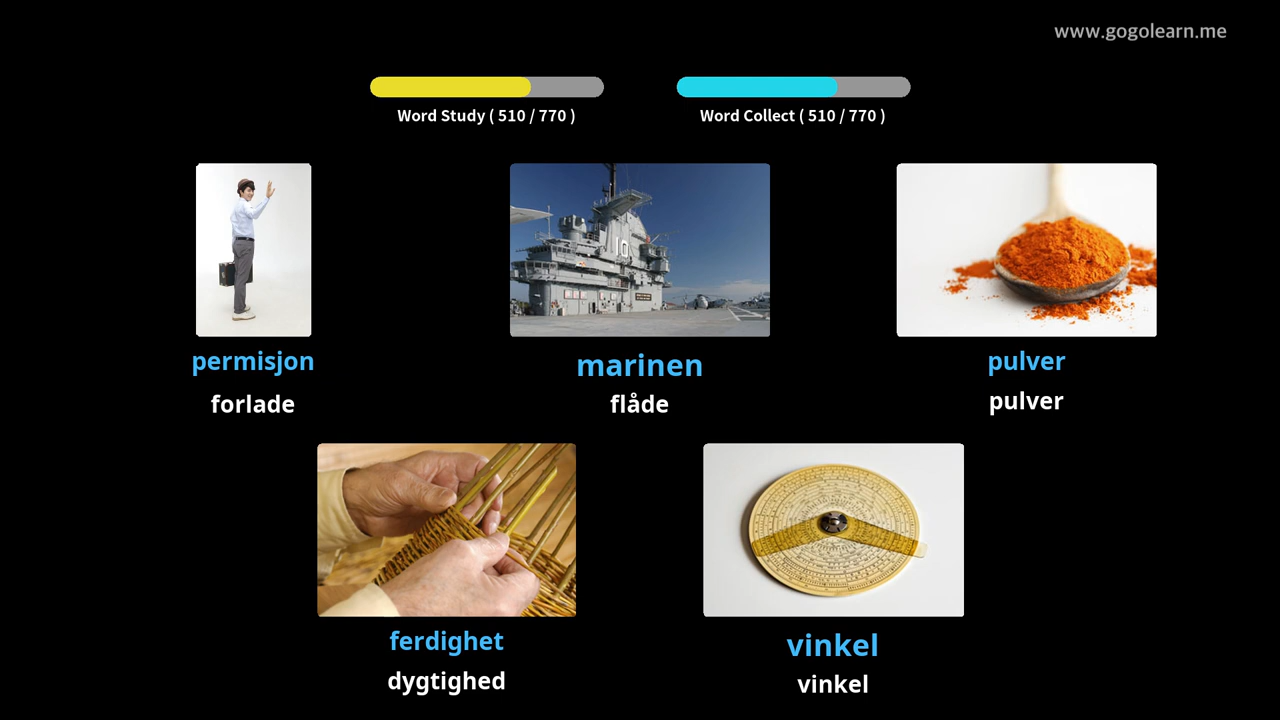 www.gogolearn.me
Word Study ( 510 / 770 )
Word Collect ( 510 / 770 )
permisjon
forlade
marinen
flåde
pulver
pulver
ferdighet
dygtighed
vinkel
vinkel